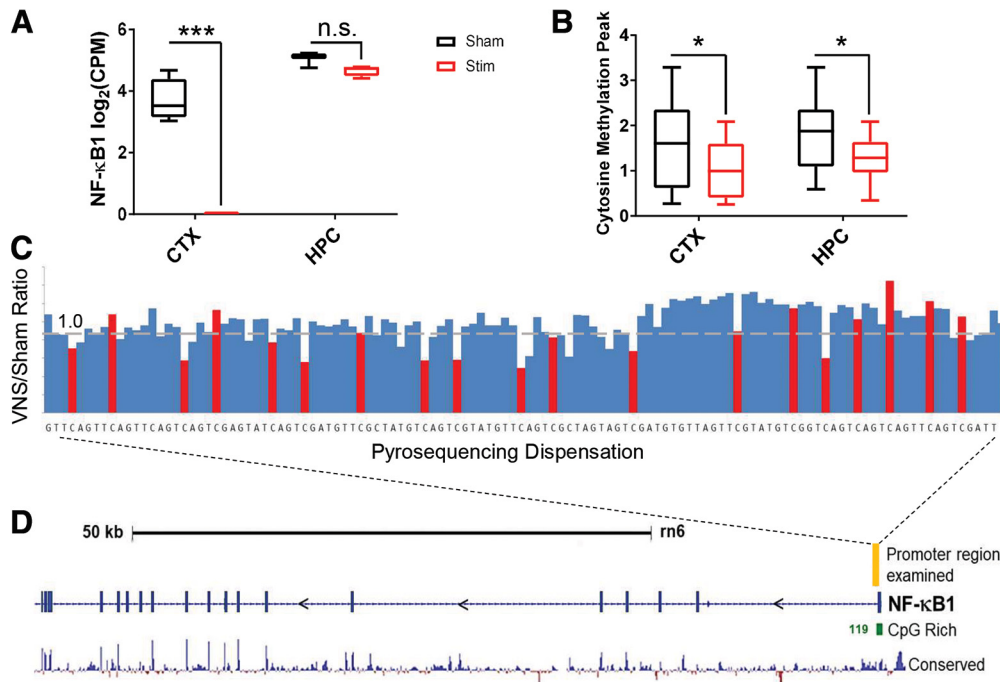 A
6
4
2
0
NF-κB1 log₂(CPM)
***
n.s.
Sham
Stim
CTX
HPC
B
4
3
2
1
0
Cytosine Methylation Peak
*
*
CTX
HPC
C
VNS/Sham Ratio
1.0
GTTCAGTTCAGTTCAGTCAGTCGAGTATCAGTCGATGTTCGCTATGTCAGTCGTATGTTCAGTCGCTAGTAGTCGATGTGTTAGTTCGTATGTCGGTCAGTCAGTCAGTTCAGTCGATT
Pyrosequencing Dispensation
D
50 kb
rn6
Promoter region
examined
NF-κB1
119
CpG Rich
Conserved